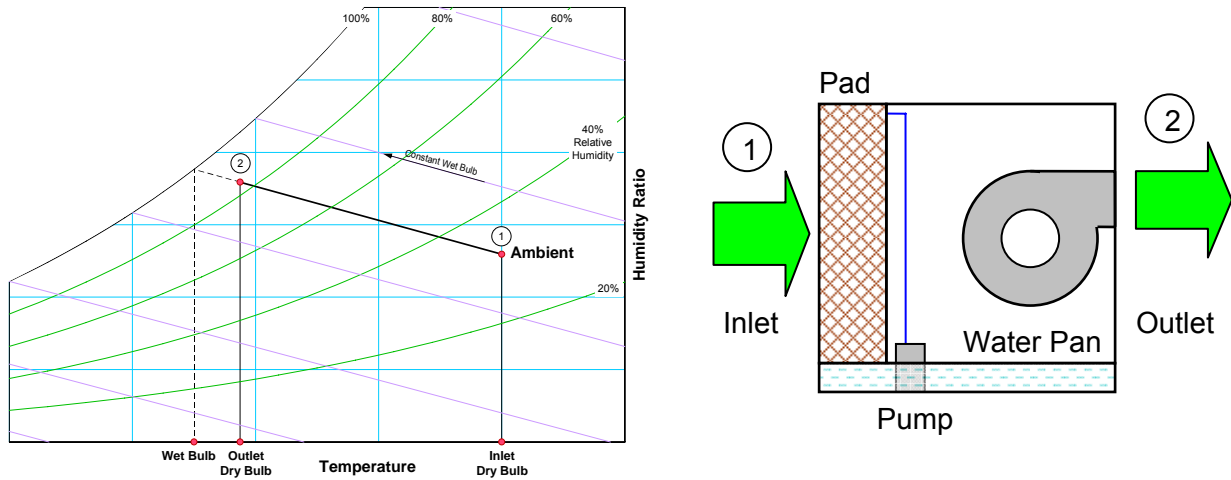 100%
80%
60%
40%
Relative
Humidity
Constant Wet Bulb
2
1
Ambient
20%
Humidity Ratio
Wet Bulb
Outlet
Dry Bulb
Temperature
Inlet
Dry Bulb
Pad
1
2
Inlet
Water Pan
Outlet
Pump